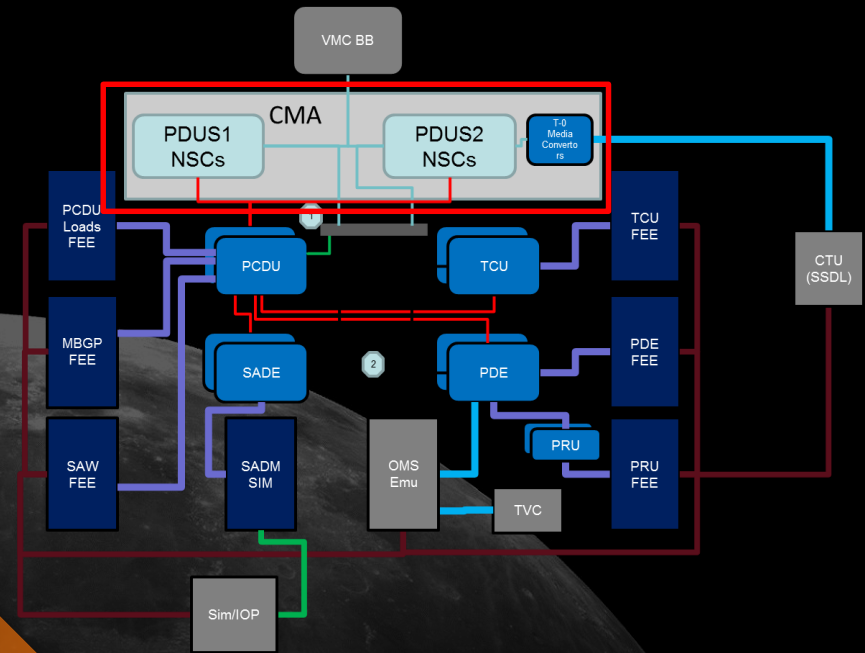 VMC BB
CMA
PDUS1
NSCs
PDUS2
NSCs
T-0
Media
Converto
rs
PCDU
Loads
FEE
1
PCDU
TCU
TCU
FEE
CTU
(SSDL)
MBGP
FEE
SADE
2
PDE
PDE
FEE
SAW
FEE
SADM
SIM
OMS
Emu
PRU
PRU
FEE
TVC
Sim/IOP